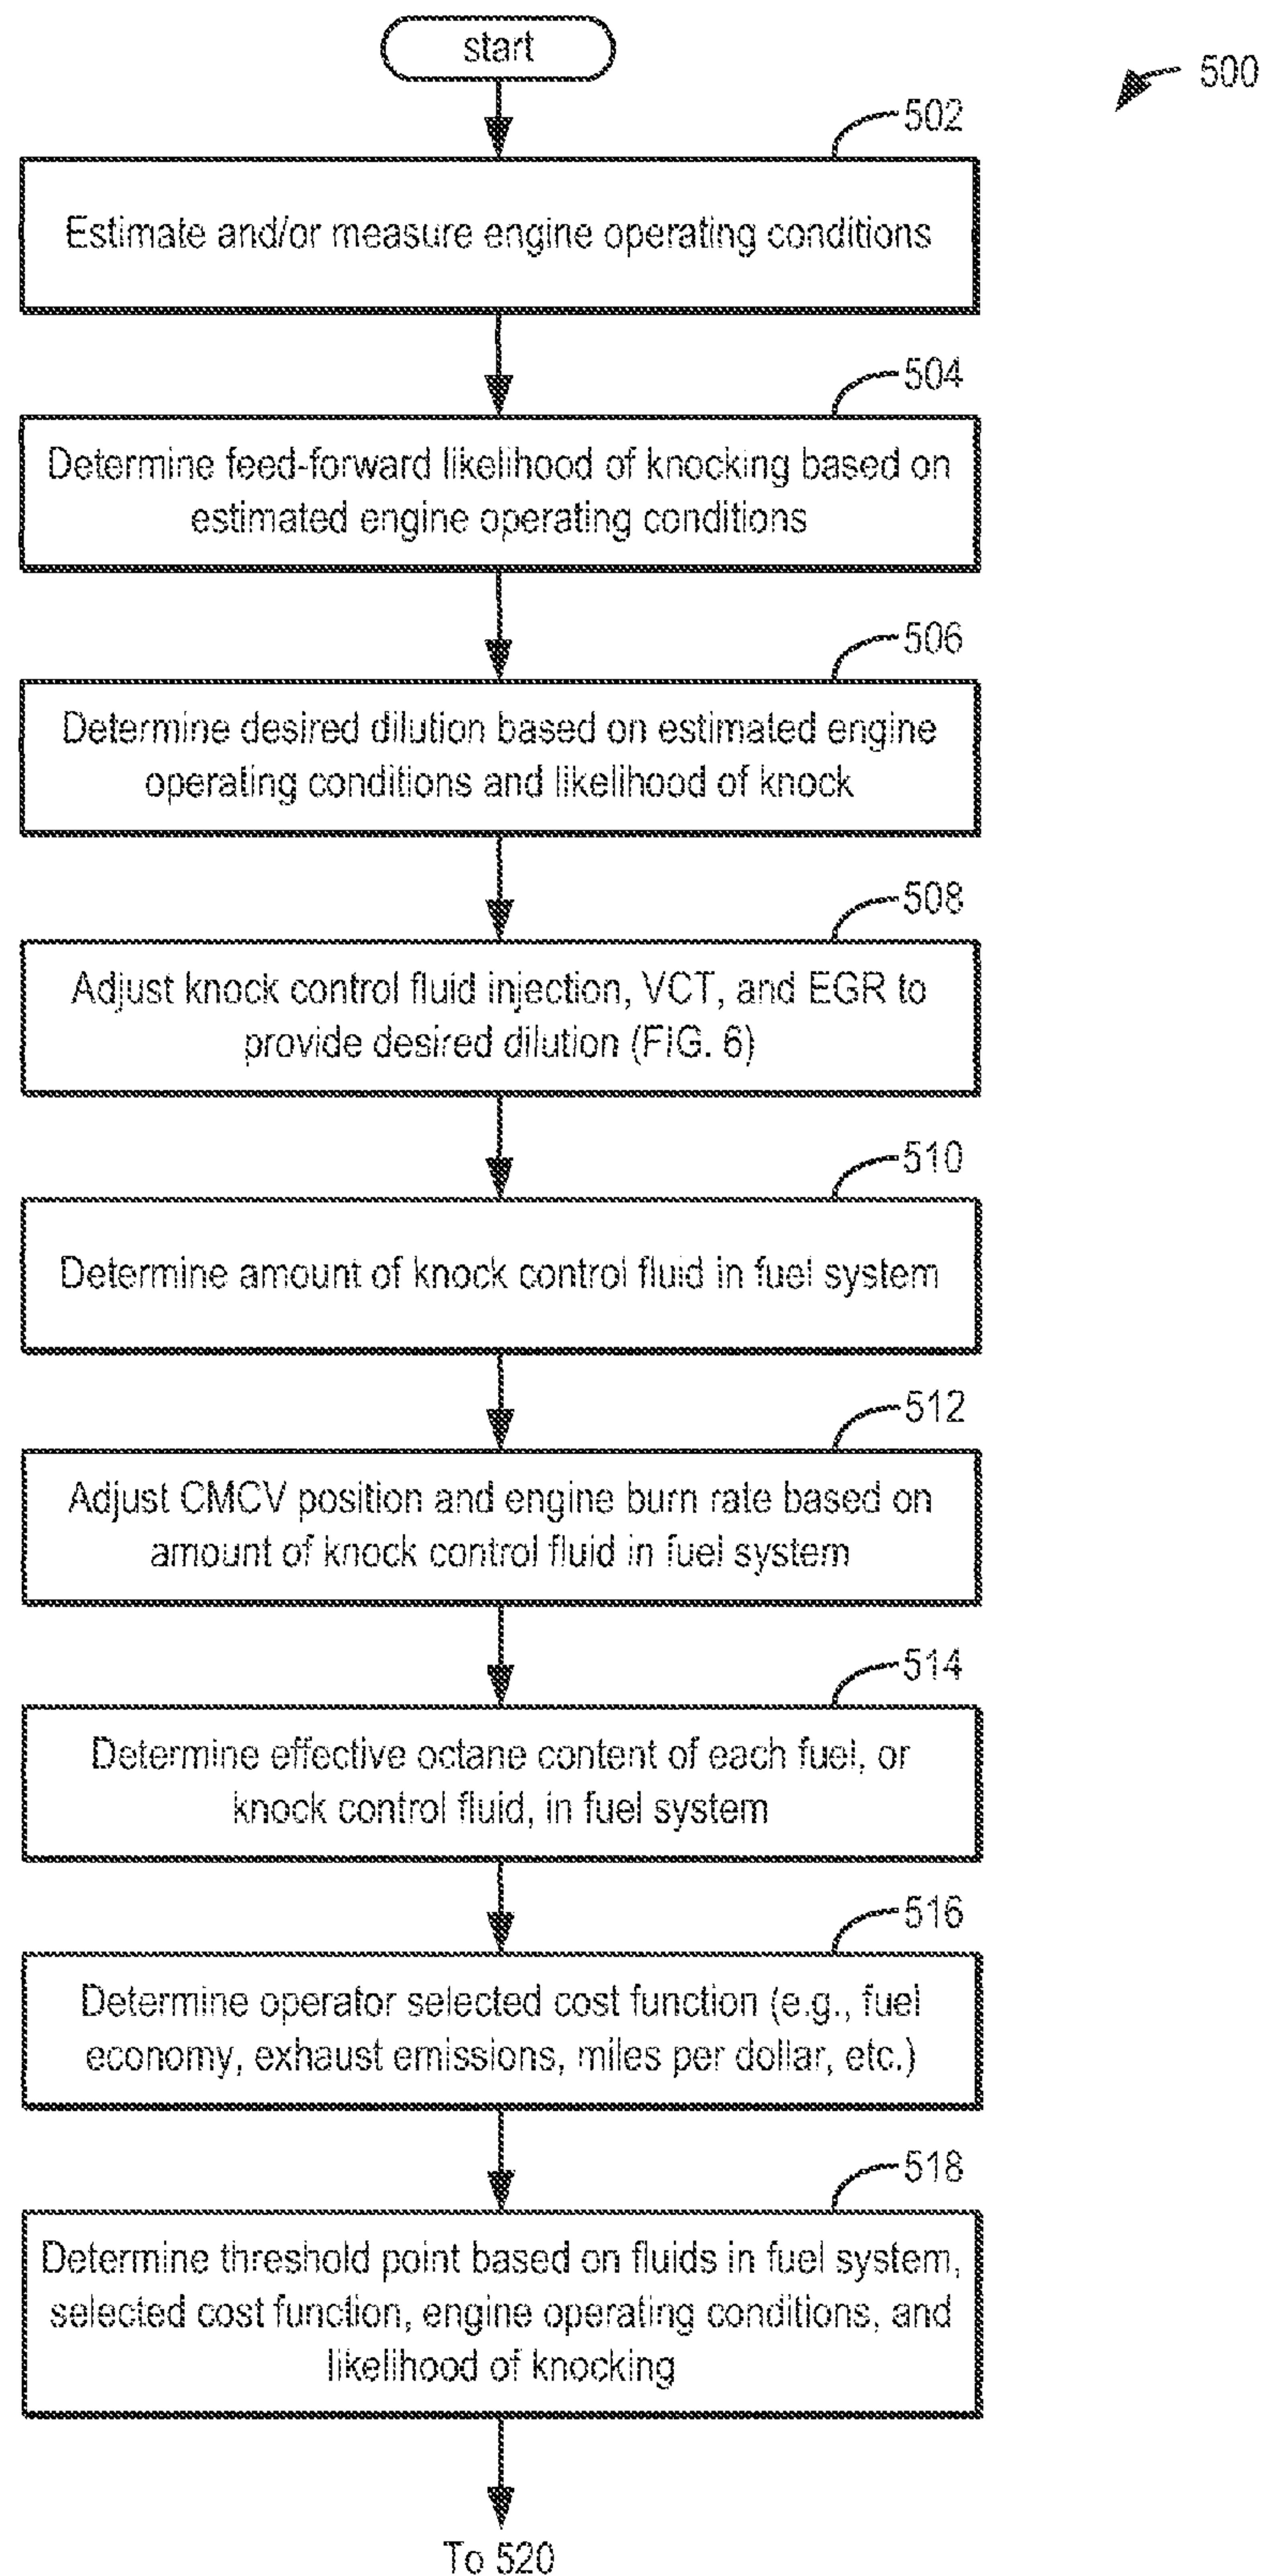 start
500
502
Estimate and/or measure engine operating conditions
504
Determine feed-forward likelihood of knocking based on
estimated engine operating conditions
506
Determine desired dilution based on estimated engine
operating conditions and likelihood of knock
508
Adjust knock control fluid injection, VCT, and EGR to
provide desired dilution (FIG. 6)
510
Determine amount of knock control fluid in fuel system
512
Adjust CMCV position and engine burn rate based on
amount of knock control fluid in fuel system
514
Determine effective octane content of each fuel, or
knock control fluid, in fuel system
516
Determine operator selected cost function (e.g., fuel
economy, exhaust emissions, miles per dollar, etc.)
518
Determine threshold point based on fluids in fuel system,
selected cost function, engine operating conditions, and
likelihood of knocking
To 520